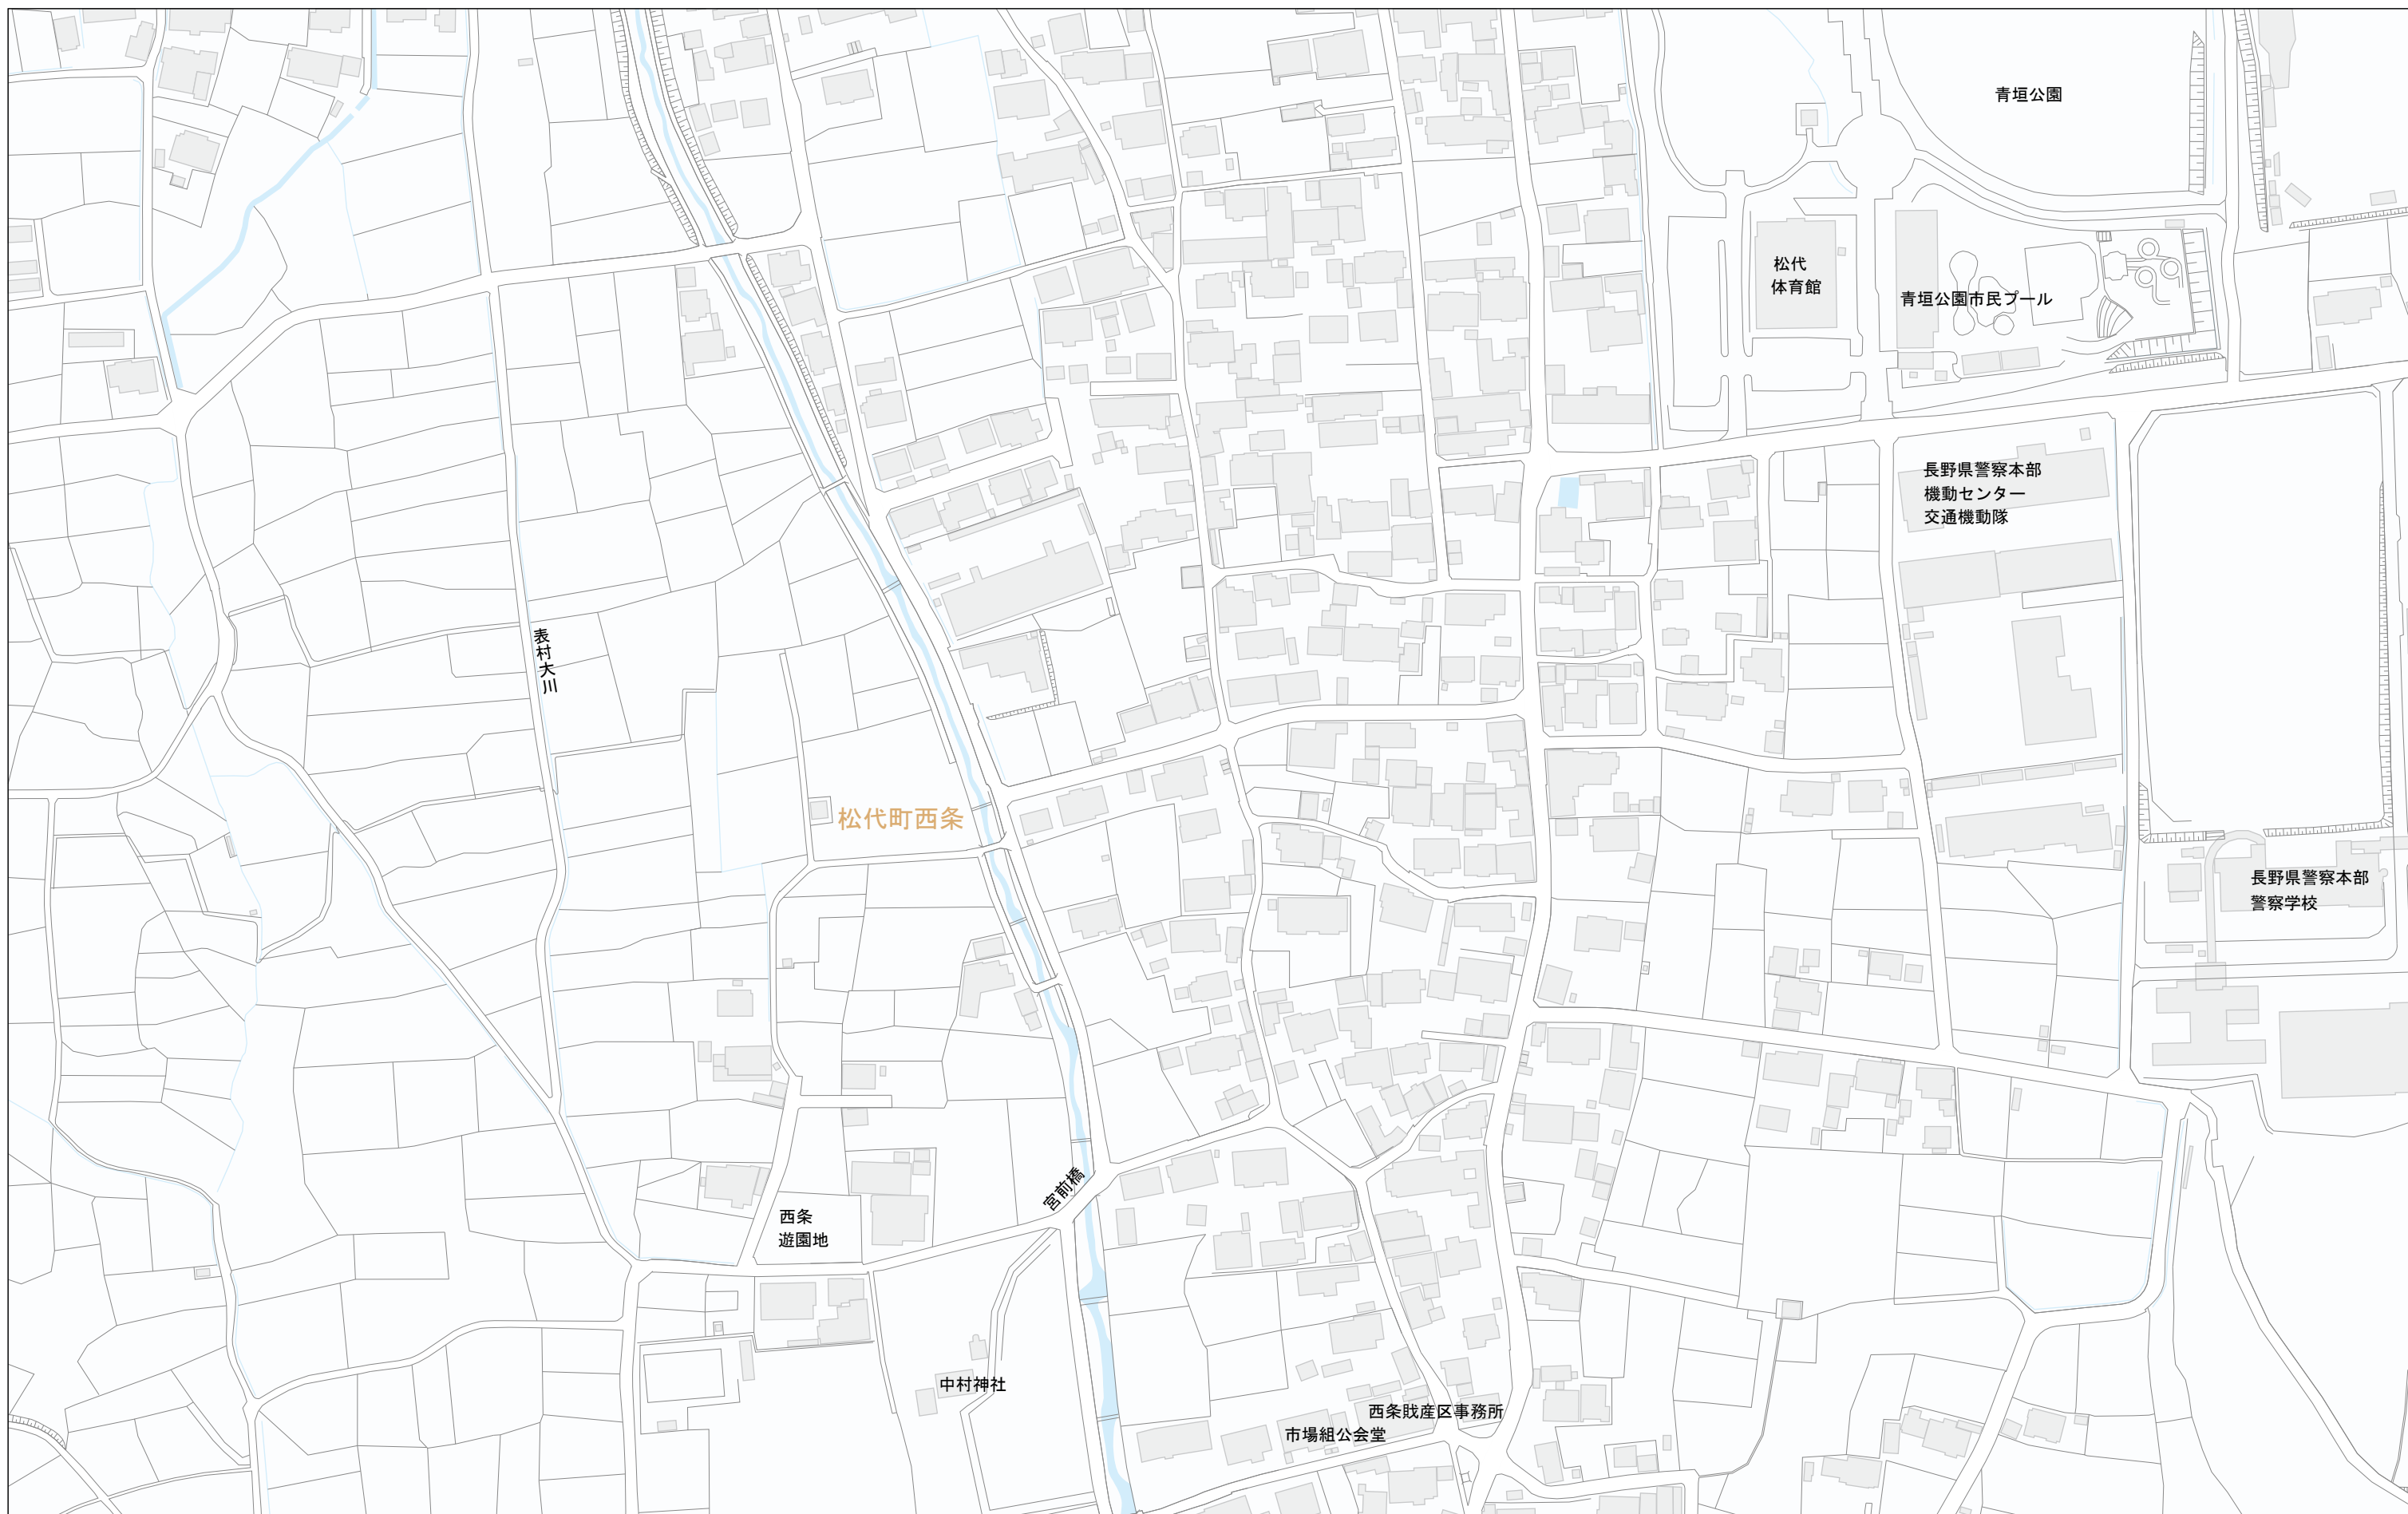 青垣公園
松代
体育館
青垣公園市民プール
長野県警察本部
機動センター
交通機動隊
表村大川
松代町西条
長野県警察本部
警察学校
宮前橋
西条
遊園地
中村神社
西条財産区事務所
市場組公会堂